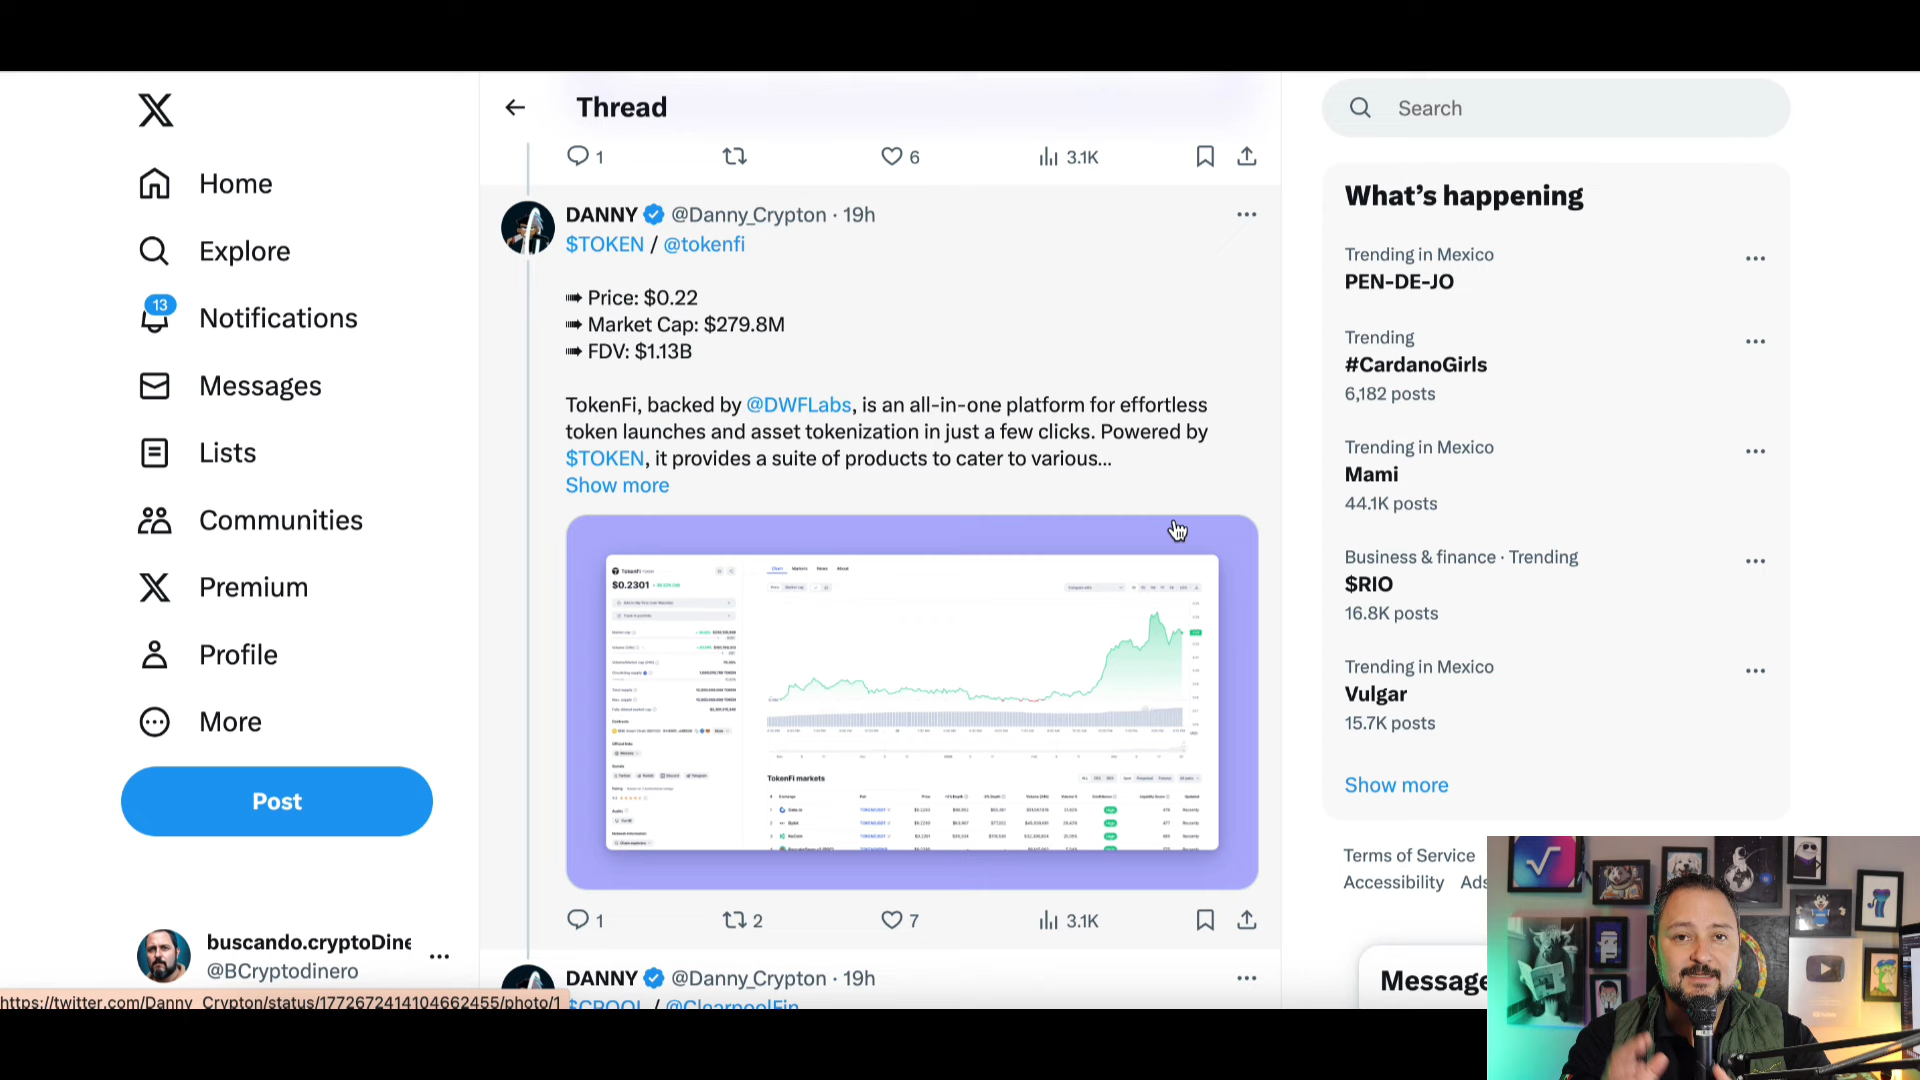 Thread
Search
1
6
3.1K
Home
Explore
13
Notifications
Messages
Lists
Communities
Premium
Profile
More
Post
buscando.cryptoDine
@BCryptodinero
https://twitter.com/Danny_Crypton/status/1772672414104662455/photo/1
DANNY @Danny_Crypton · 19h
$TOKEN / @tokenfi
➠ Price: $0.22
➠ Market Cap: $279.8M
➠ FDV: $1.13B
TokenFi, backed by @DWFLabs, is an all-in-one platform for effortless
token launches and asset tokenization in just a few clicks. Powered by
$TOKEN, it provides a suite of products to cater to various...
Show more
$0.2301
TokenFi markets
1
2
7
3.1K
DANNY @Danny_Crypton · 19h
$CPOOL / @ClearpoolFin
What's happening
Trending in Mexico
PEN-DE-JO
Trending
#CardanoGirls
6,182 posts
Trending in Mexico
Mami
44.1K posts
Business & finance · Trending
$RIO
16.8K posts
Trending in Mexico
Vulgar
15.7K posts
Show more
Terms of Service
Accessibility Ads
Message